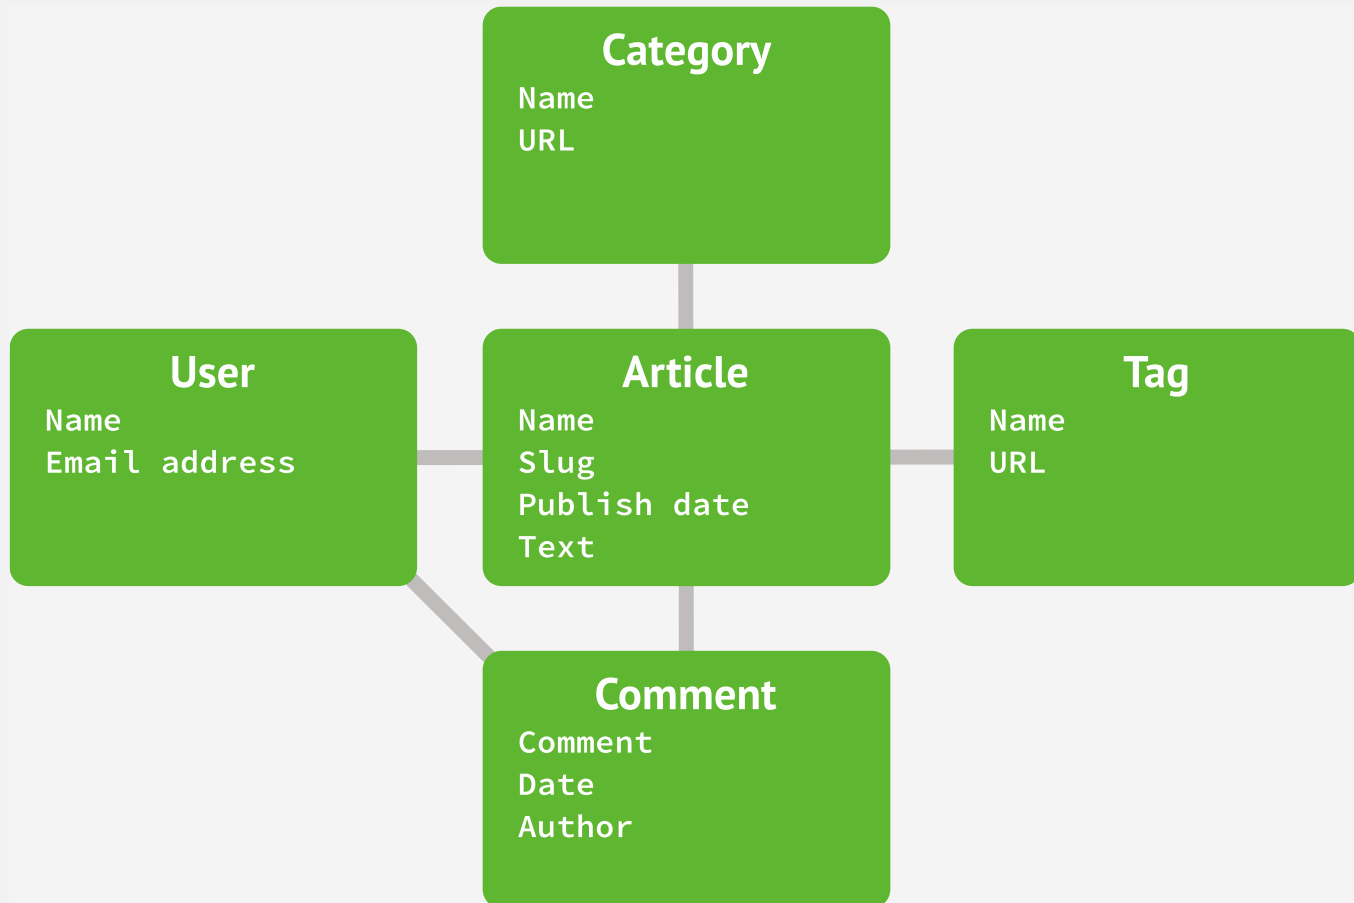 Category
Name
URL
User
Name
Email address
Article
Name
Slug
Publish date
Text
Tag
Name
URL
Comment
Comment
Date
Author